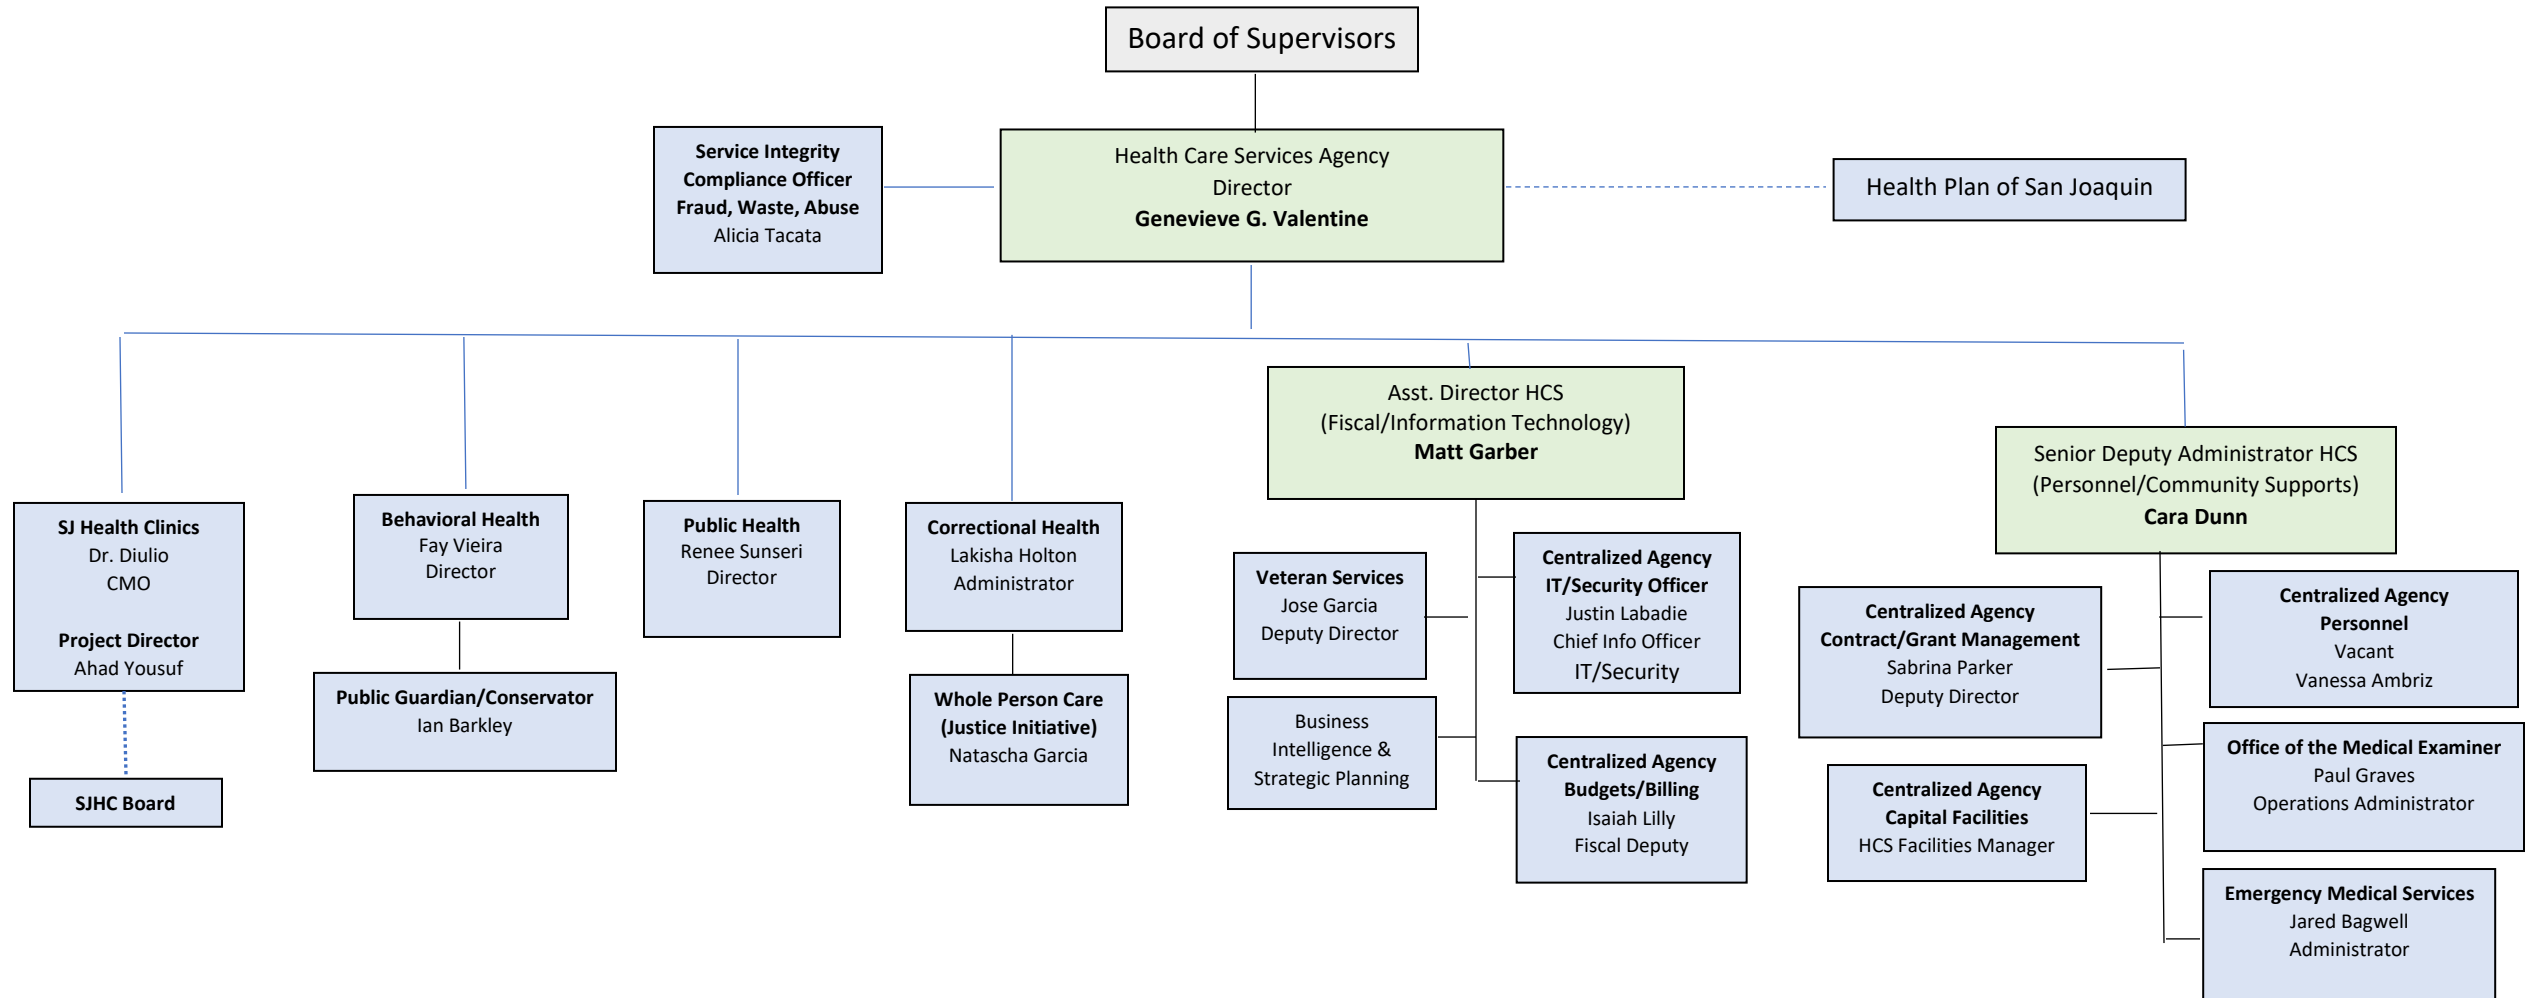 Board of Supervisors
Service Integrity
Compliance Officer
Fraud, Waste, Abuse
Alicia Tacata
Health Care Services Agency
Director
Genevieve G. Valentine
Health Plan of San Joaquin
SJ Health Clinics
Dr. Diulio
CMO
Project Director
Ahad Yousuf
SJHC Board
Behavioral Health
Fay Vieira
Director
Public Guardian/Conservator
Ian Barkley
Public Health
Renee Sunseri
Director
Correctional Health
Lakisha Holton
Administrator
Whole Person Care
(Justice Initiative)
Natascha Garcia
Asst. Director HCS
(Fiscal/Information Technology)
Matt Garber
Veteran Services
Jose Garcia
Deputy Director
Business
Intelligence &
Strategic Planning
Centralized Agency
IT/Security Officer
Justin Labadie
Chief Info Officer
IT/Security
Centralized Agency
Budgets/Billing
Isaiah Lilly
Fiscal Deputy
Senior Deputy Administrator HCS
(Personnel/Community Supports)
Cara Dunn
Centralized Agency
Contract/Grant Management
Sabrina Parker
Deputy Director
Centralized Agency
Capital Facilities
HCS Facilities Manager
Centralized Agency
Personnel
Vacant
Vanessa Ambriz
Office of the Medical Examiner
Paul Graves
Operations Administrator
Emergency Medical Services
Jared Bagwell
Administrator